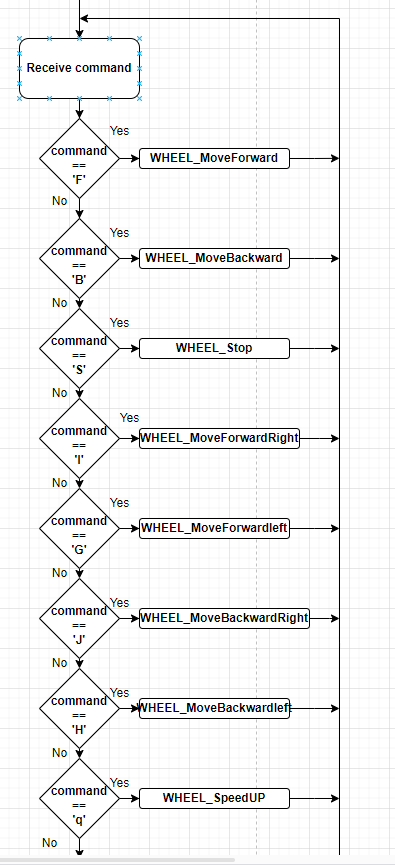 Receive command
Yes
command
==
'F'
WHEEL_MoveForward
No
Yes
command
==
'B'
WHEEL_MoveBackward
No
Yes
command
==
'S'
WHEEL_Stop
No
Yes
command
==
'I'
WHEEL_MoveForwardRight
No
Yes
command
==
'G'
WHEEL_MoveForwardleft
No
Yes
command
==
'J'
WHEEL_MoveBackwardRight
No
Yes
command
==
'H'
WHEEL_MoveBackwardleft
No
Yes
command
==
'q'
WHEEL_SpeedUP
No